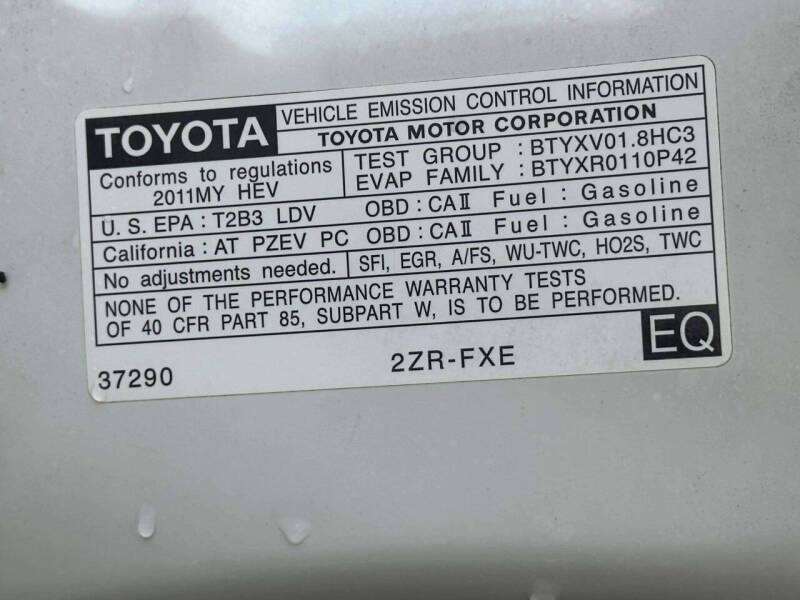 TOYOTA
VEHICLE EMISSION CONTROL INFORMATION
TOYOTA MOTOR CORPORATION
Conforms to regulations
2011MY HEV
TEST GROUP : BTYXV01.8HC3
EVAP FAMILY : BTYXR0110P42
U. S. EPA : T2B3 LDV OBD : CAⅡ Fuel : Gasoline
California : AT PZEV PC OBD : CAⅡ Fuel : Gasoline
No adjustments needed. SFI, EGR, A/FS, WU-TWC, HO2S, TWC
NONE OF THE PERFORMANCE WARRANTY TESTS
OF 40 CFR PART 85, SUBPART W, IS TO BE PERFORMED.
37290 2ZR-FXE EQ